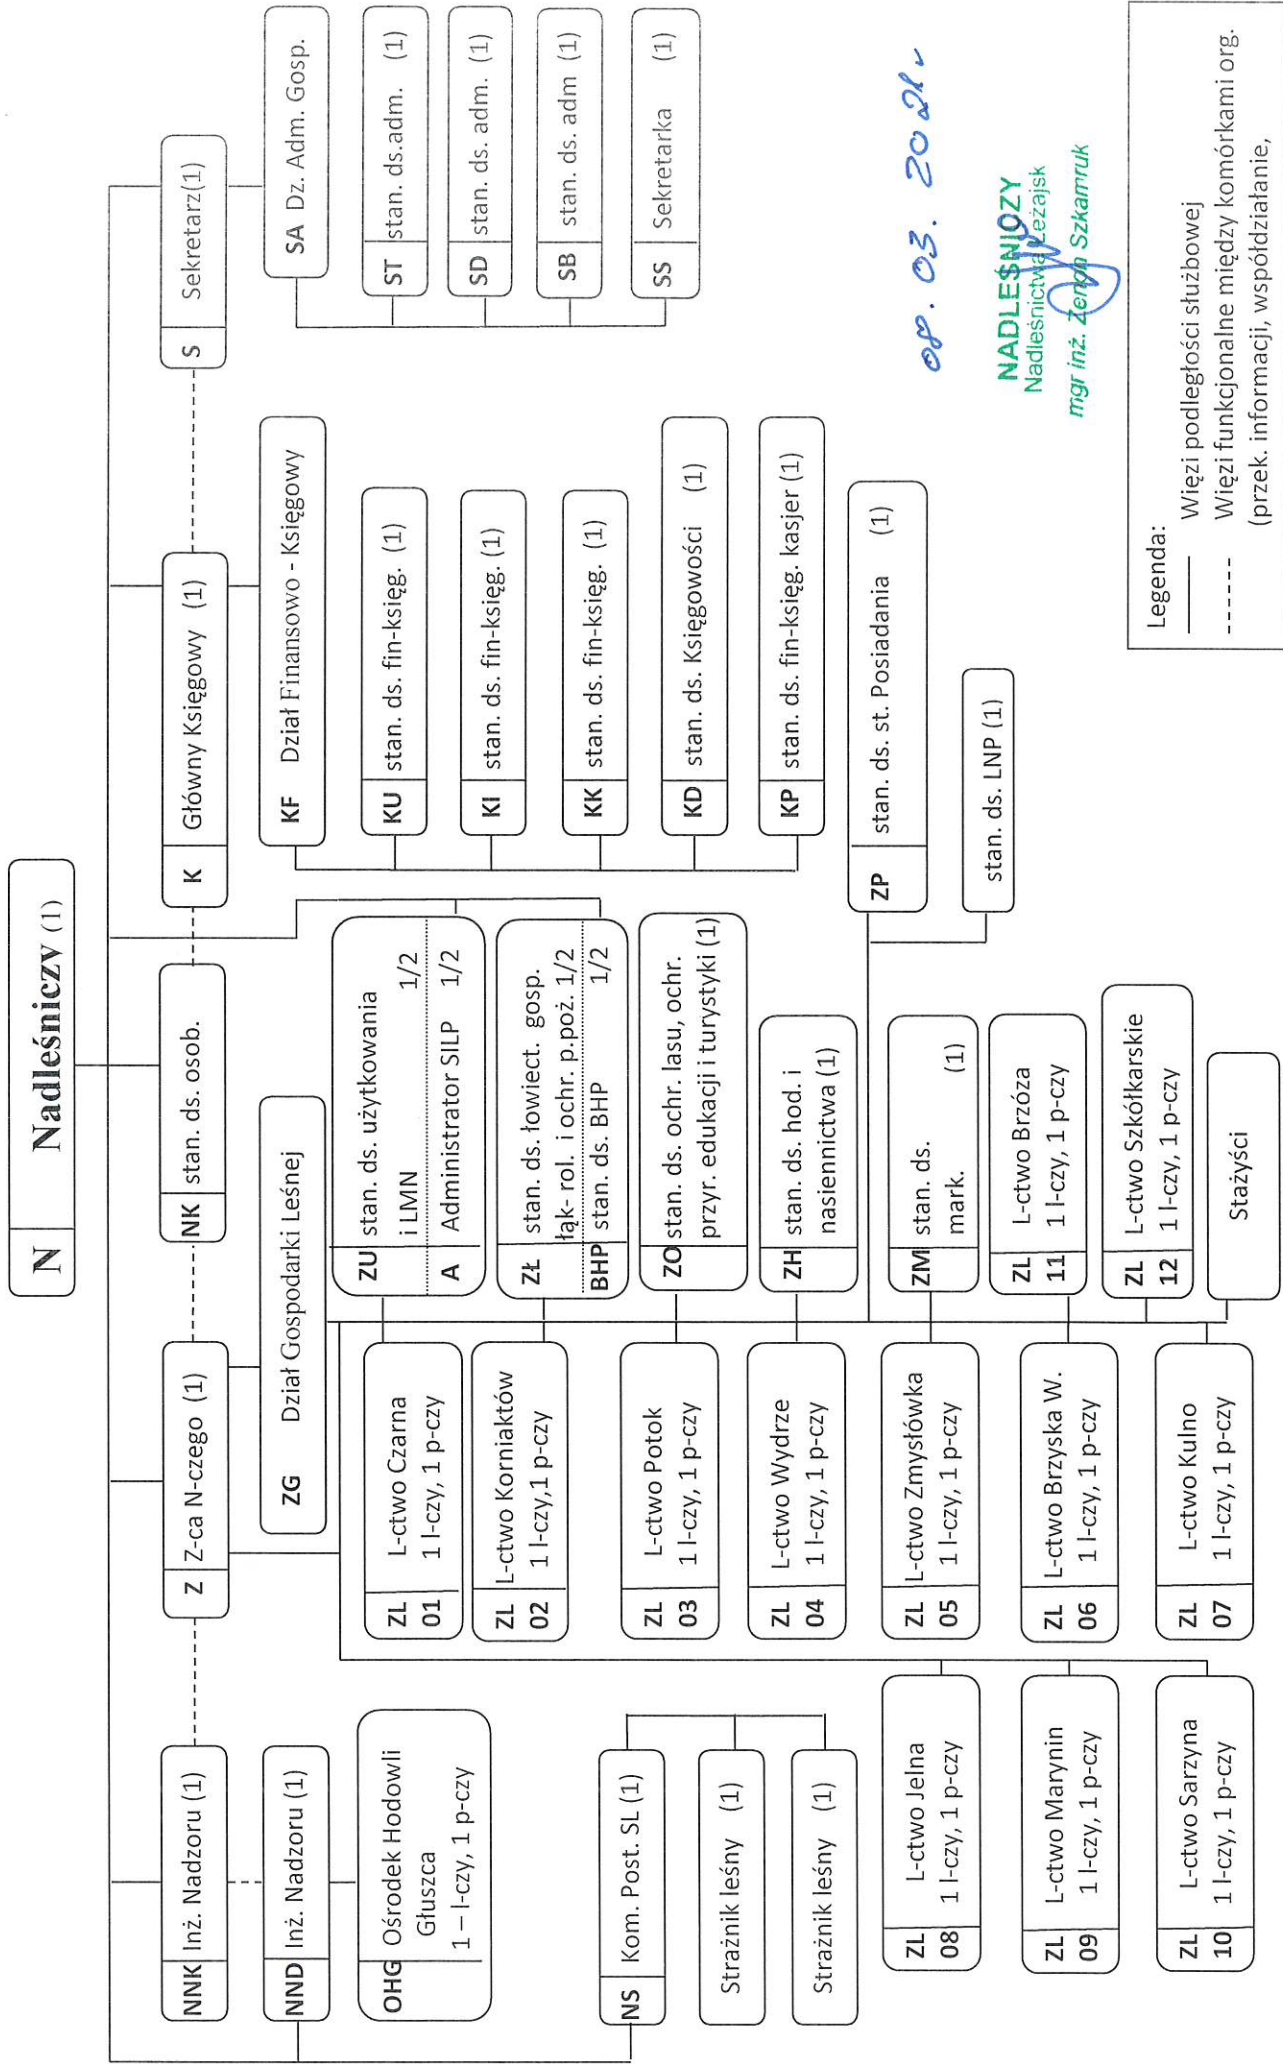 N Nadleśniczy (1)
NNK Inż. Nadzoru (1)
Z Z-ca N-czego (1)
NK stan. ds. osob.
K Główny Księgowy (1)
S Sekretarz(1)
NND Inż. Nadzoru (1)
ZG Dział Gospodarki Leśnej
KF Dział Finansowo - Księgowy
SA Dz. Adm. Gosp.
OHG Ośrodek Hodowli
Głuszca
1 – l-czy, 1 p-czy
NS Kom. Post. SL (1)
Strażnik leśny (1)
Strażnik leśny (1)
ZL L-ctwo Jelna
08 1 l-czy, 1 p-czy
ZL L-ctwo Marynin
09 1 l-czy, 1 p-czy
ZL L-ctwo Sarzyna
10 1 l-czy, 1 p-czy
ZL L-ctwo Czarna
01 1 l-czy, 1 p-czy
ZL L-ctwo Korniaktów
02 1 l-czy,1 p-czy
ZL L-ctwo Potok
03 1 l-czy, 1 p-czy
ZL L-ctwo Wydrze
04 1 l-czy, 1 p-czy
ZL L-ctwo Zmysłówka
05 1 l-czy, 1 p-czy
ZL L-ctwo Brzyska W.
06 1 l-czy, 1 p-czy
ZL L-ctwo Kulno
07 1 l-czy, 1 p-czy
ZU stan. ds. użytkowania
i LMN 1/2
A Administrator SILP 1/2
ZŁ stan. ds. łowiect. gosp.
łąk- rol. i ochr. p.poż. 1/2
BHP stan. ds. BHP 1/2
ZO stan. ds. ochr. lasu, ochr.
przyr. edukacji i turystyki (1)
ZH stan. ds. hod. i
nasiennictwa (1)
ZM stan. ds.
mark. (1)
ZL L-ctwo Brzóza
11 1 l-czy, 1 p-czy
ZL L-ctwo Szkółkarskie
12 1 l-czy, 1 p-czy
Stażyści
KU stan. ds. fin-księg. (1)
KI stan. ds. fin-księg. (1)
KK stan. ds. fin-księg. (1)
KD stan. ds. Księgowości (1)
KP stan. ds. fin-księg. kasjer (1)
ZP stan. ds. st. Posiadania (1)
stan. ds. LNP (1)
ST stan. ds.adm. (1)
SD stan. ds. adm. (1)
SB stan. ds. adm (1)
SS Sekretarka (1)
08. 03. 2021 r
NADLEŚNICZY
Nadleśnictwa Leżajsk
mgr inż. Zenon Szkamruk
Legenda:
Więzi podległości służbowej
Więzi funkcjonalne między komórkami org.
(przek. informacji, współdziałanie,